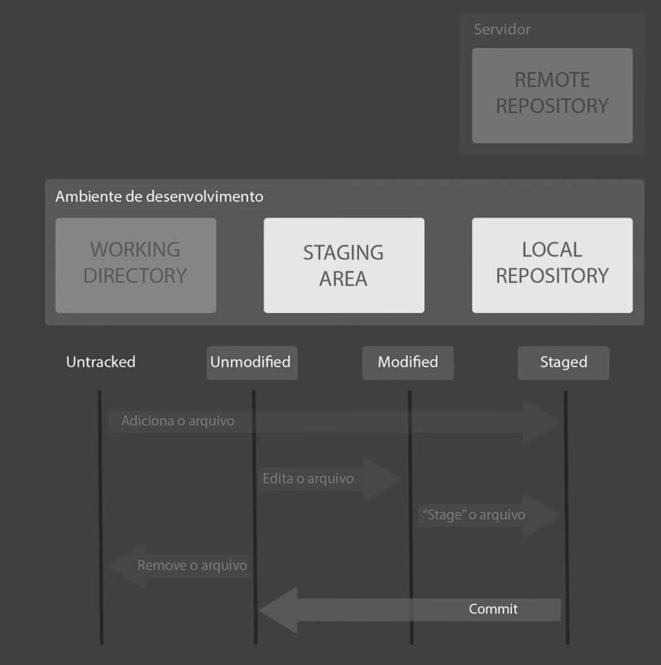 Servidor
REMOTE
REPOSITORY
Ambiente de desenvolvimento
WORKING
DIRECTORY
STAGING
AREA
LOCAL
REPOSITORY
Untracked
Unmodified
Modified
Staged
Adiciona o arquivo
Edita o arquivo
“Stage” o arquivo
Remove o arquivo
Commit